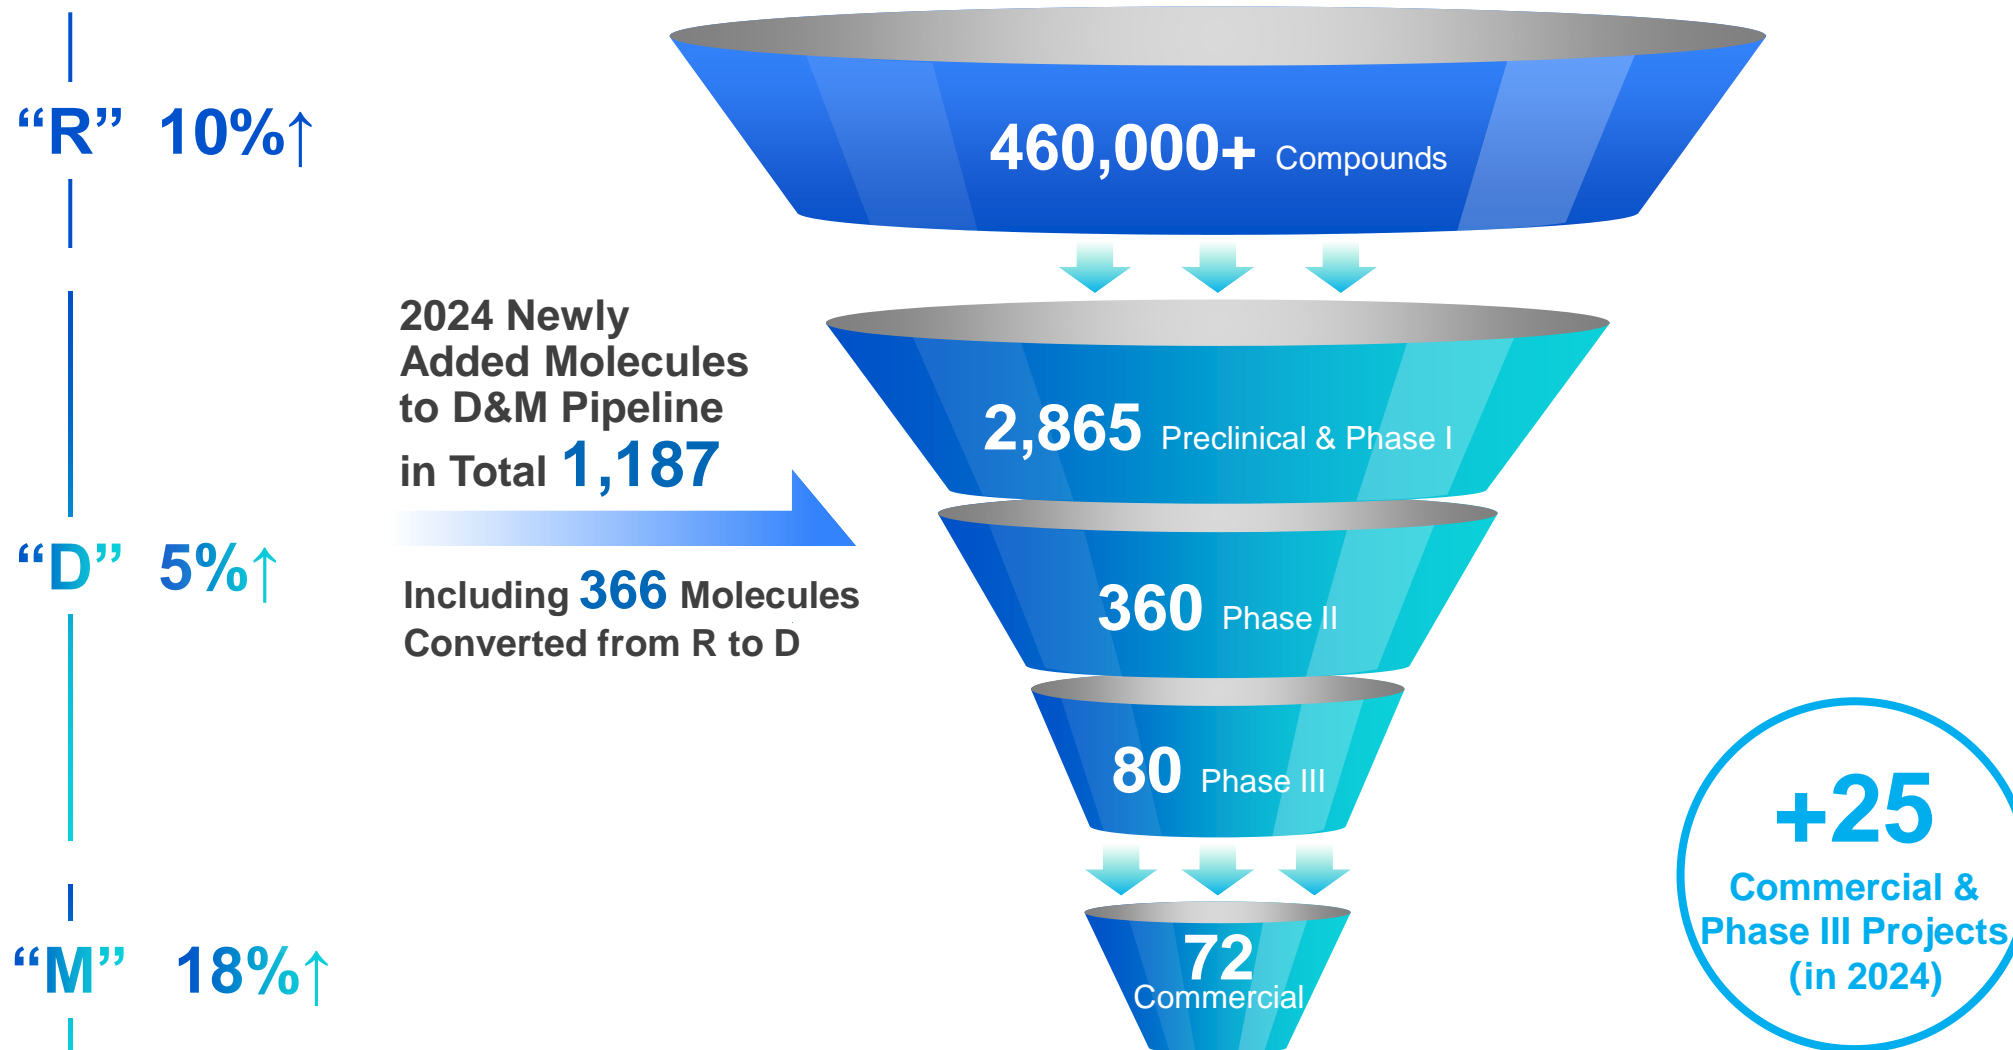 “R” 10%↑
460,000+ Compounds
2024 Newly
Added Molecules
to D&M Pipeline
in Total 1,187
2,865 Preclinical & Phase I
“D” 5%↑
Including 366 Molecules
Converted from R to D
360 Phase II
80 Phase III
+25
Commercial &
Phase III Projects
(in 2024)
“M” 18%↑
72
Commercial